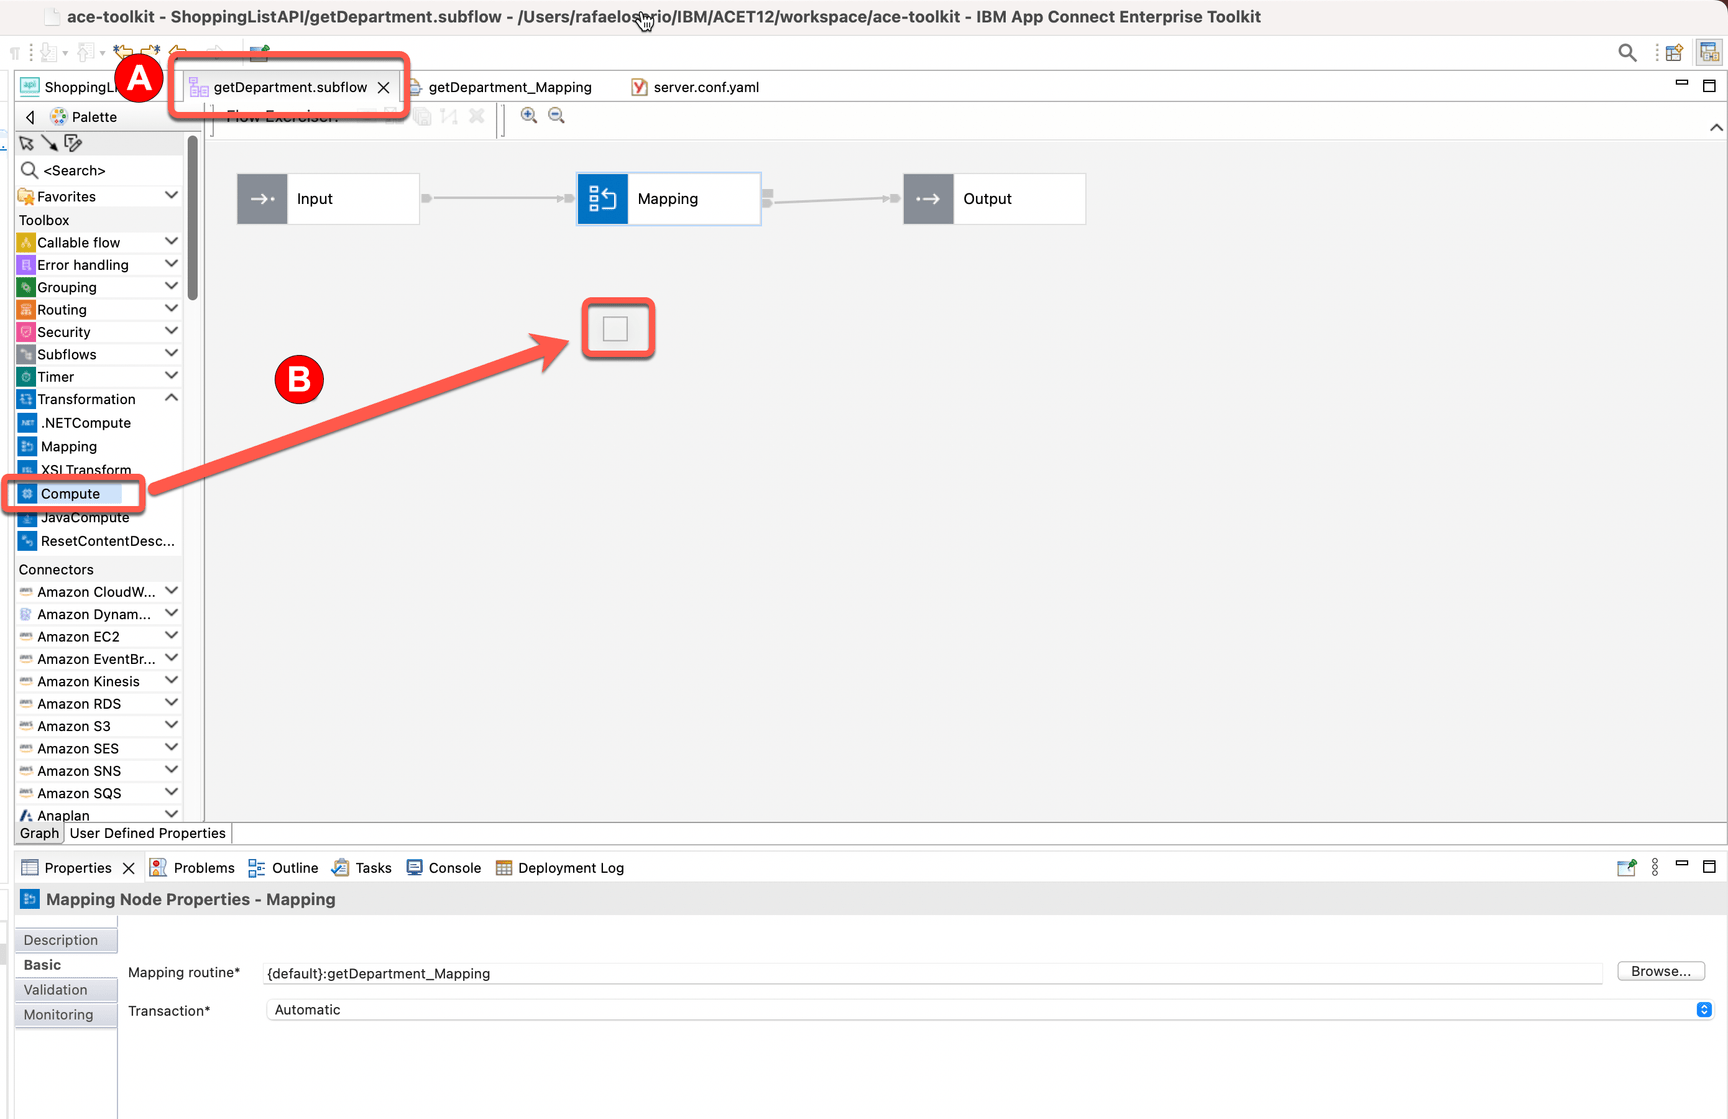 ace-toolkit - ShoppingListAPI/getDepartment.subflow - /Users/rafaelosorio/IBM/ACET12/workspace/ace-toolkit - IBM App Connect Enterprise Toolkit
A
ShoppingLi
getDepartment.subflow
getDepartment_Mapping
server.conf.yaml
Palette
Flow Exerciser:
<Search>
Favorites
Toolbox
Callable flow
Error handling
Grouping
Routing
Security
Subflows
Timer
Transformation
.NETCompute
Mapping
XSLTransform
Compute
JavaCompute
ResetContentDesc...
Connectors
Amazon CloudW...
Amazon Dynam...
Amazon EC2
Amazon EventBr...
Amazon Kinesis
Amazon RDS
Amazon S3
Amazon SES
Amazon SNS
Amazon SQS
Anaplan
Input
Mapping
Output
B
Graph
User Defined Properties
Properties
Problems
Outline
Tasks
Console
Deployment Log
Mapping Node Properties - Mapping
Description
Basic
Validation
Monitoring
Mapping routine*
{default}:getDepartment_Mapping
Browse...
Transaction*
Automatic